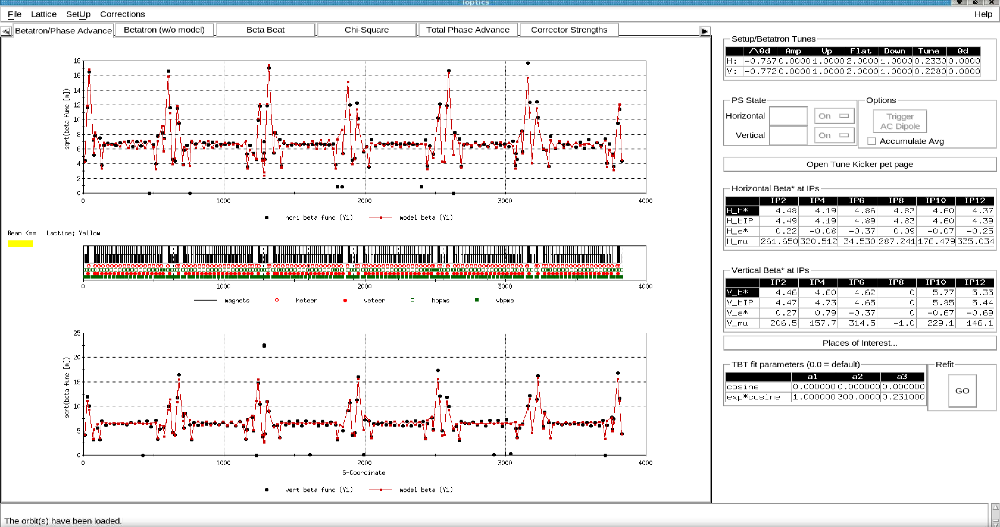 loptics
File Lattice SetUp Corrections Help
Betatron/Phase Advance Betatron (w/o model) Beta Beat Chi-Square Total Phase Advance Corrector Strengths
18
16
14
12
10
8
6
4
2
0
sqrt(beta func [m])
0 1000 2000 3000 4000
hori beta func (Y1) model beta (Y1)
Beam <== Lattice: Yellow
0 1000 2000 3000 4000
magnets hsteer vsteer hbpms vbpms
25
20
15
10
5
0
sqrt(beta func [m])
0 1000 2000 3000 4000
S-Coordinate
vert beta func (Y1) model beta (Y1)
Setup/Betatron Tunes
/\Qd Amp Up Flat Down Tune Qd
H: -0.767 0.0000 1.0000 2.0000 1.0000 0.2330 0.0000
V: -0.772 0.0000 1.0000 2.0000 1.0000 0.2280 0.0000
PS State
Horizontal On
Vertical On
Options
Trigger
AC Dipole
Accumulate Avg
Open Tune Kicker pet page
Horizontal Beta* at IPs
IP2 IP4 IP6 IP8 IP10 IP12
H_b* 4.48 4.19 4.86 4.83 4.60 4.37
H_bIP 4.49 4.19 4.89 4.83 4.60 4.39
H_s* 0.22 -0.08 -0.37 0.09 -0.07 -0.25
H_mu 261.650 320.512 34.530 287.241 176.479 335.034
Vertical Beta* at IPs
IP2 IP4 IP6 IP8 IP10 IP12
V_b* 4.46 4.60 4.62 0 5.77 5.35
V_bIP 4.47 4.73 4.65 0 5.85 5.44
V_s* 0.27 0.79 -0.37 0 -0.67 -0.69
V_mu 206.5 157.7 314.5 -1.0 229.1 146.1
Places of Interest...
TBT fit parameters (0.0 = default)
a1 a2 a3
cosine 0.000000 0.000000 0.000000
exp*cosine 1.000000 300.0000 0.231000
Refit
GO
The orbit(s) have been loaded.